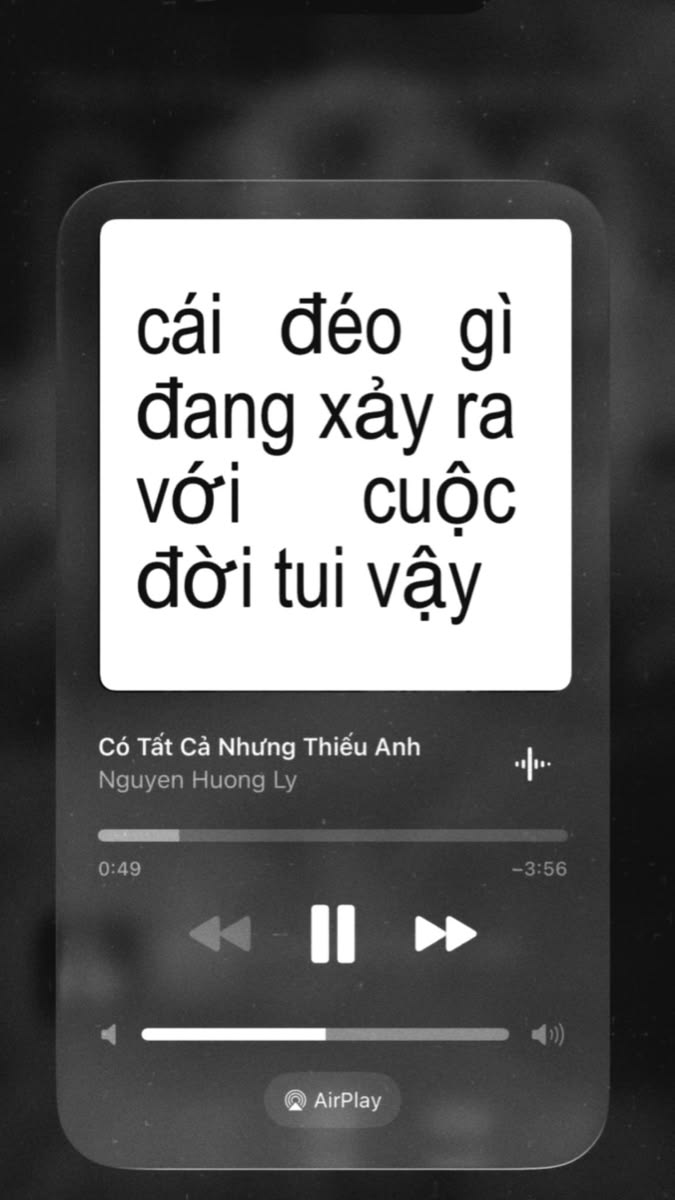 cái đéo gì
đang xảy ra
với cuộc
đời tui vậy
Có Tất Cả Nhưng Thiếu Anh
Nguyen Huong Ly
0:49
−3:56
AirPlay